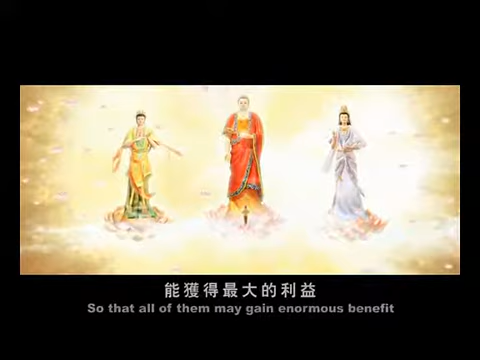 能獲得最大的利益
So that all of them may gain enormous benefit